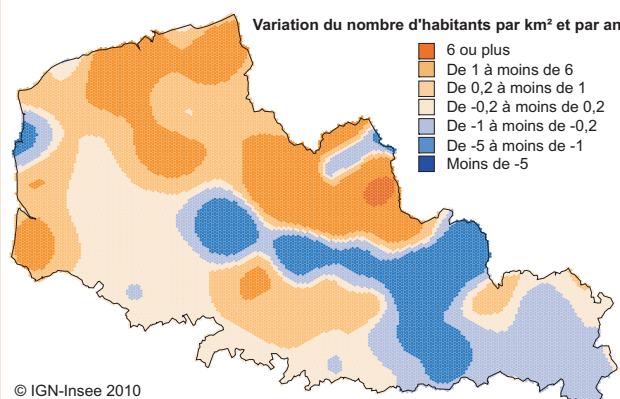 Variation du nombre d'habitants par km² et par an
6 ou plus
De 1 à moins de 6
De 0,2 à moins de 1
De -0,2 à moins de 0,2
De -1 à moins de -0,2
De -5 à moins de -1
Moins de -5
© IGN-Insee 2010